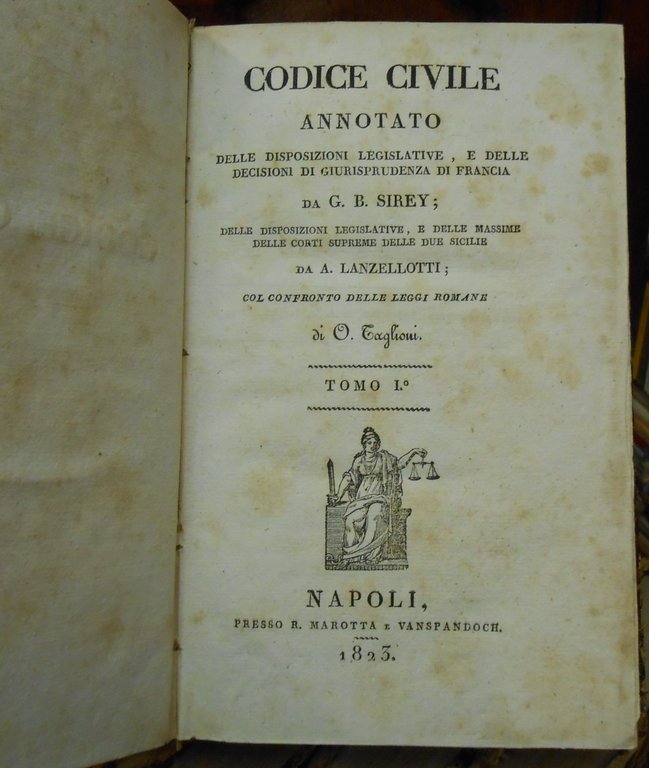 CODICE CIVILE
ANNOTATO
DELLE DISPOSIZIONI LEGISLATIVE, E DELLE
DECISIONI DI GIURISPRUDENZA DI FRANCIA
DA G. B. SIREY;
DELLE DISPOSIZIONI LEGISLATIVE, E DELLE MASSIME
DELLE CORTI SUPREME DELLE DUE SICILIE
DA A. LANZELLOTTI;
COL CONFRONTO DELLE LEGGI ROMANE
di O. Taglioni.
TOMO I.º
NAPOLI,
PRESSO R. MAROTTA E VANSPANDOCH.
1823.